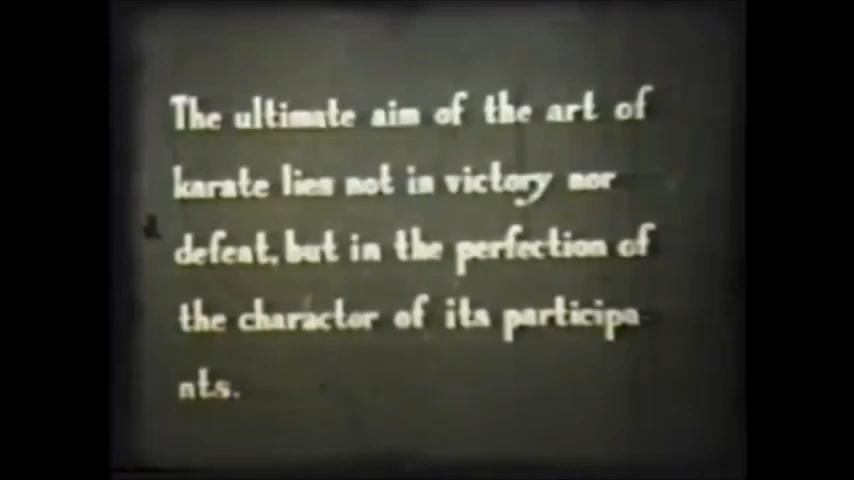 The ultimate aim of the art of
karate lies not in victory nor
defeat, but in the perfection of
the charactor of its participa
nts.